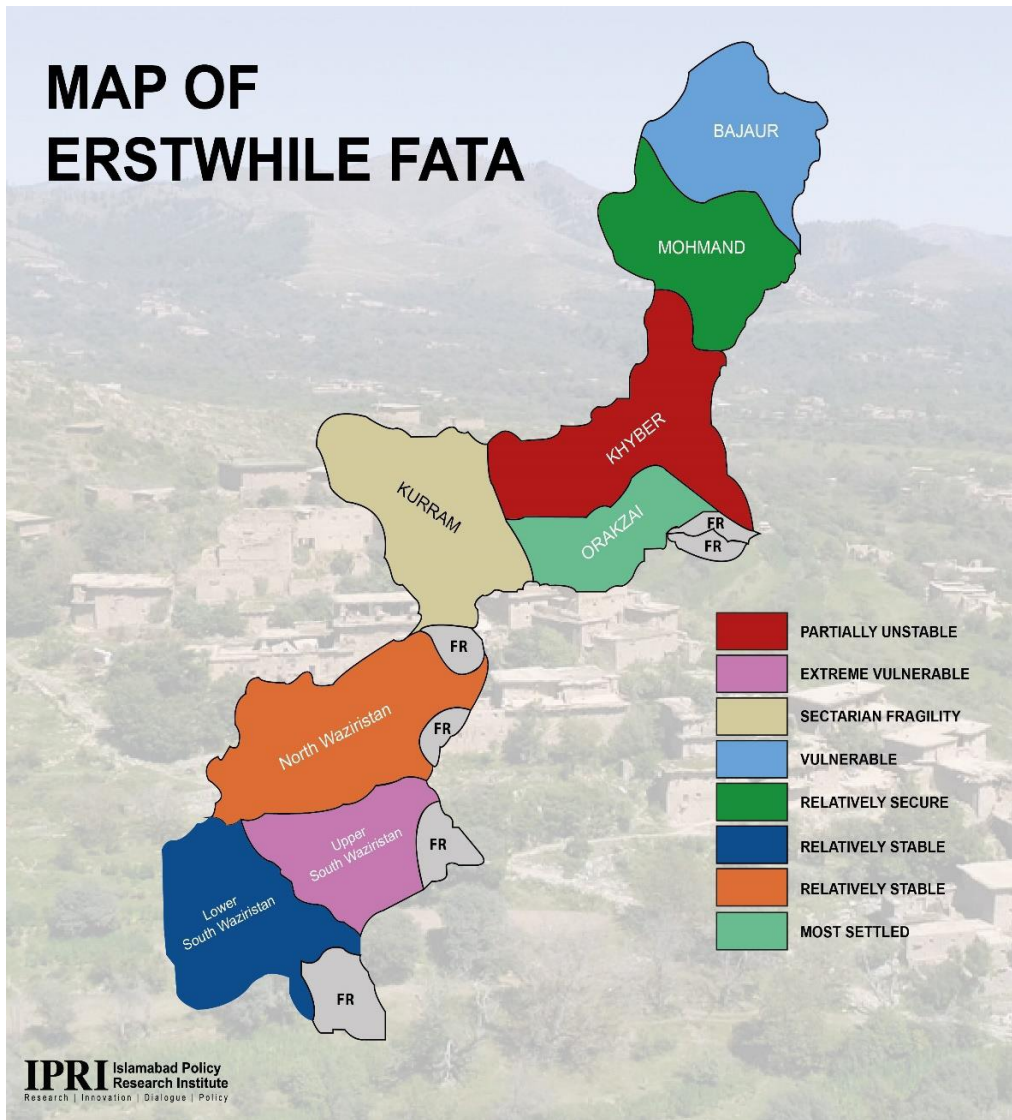 MAP OF
ERSTWHILE FATA
BAJAUR
MOHMAND
KHYBER
KURRAM
ORAKZAI
FR
FR
FR
North Waziristan
FR
Upper
South Waziristan
FR
Lower
South Waziristan
FR
PARTIALLY UNSTABLE
EXTREME VULNERABLE
SECTARIAN FRAGILITY
VULNERABLE
RELATIVELY SECURE
RELATIVELY STABLE
RELATIVELY STABLE
MOST SETTLED
IPRI Islamabad Policy
Research Institute
Research | Innovation | Dialogue | Policy